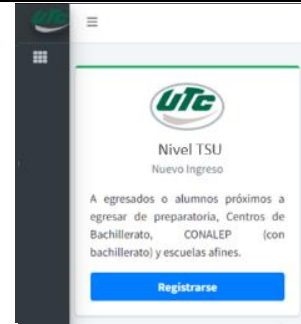 UTC
UTC
Nivel TSU
Nuevo Ingreso
A egresados o alumnos próximos a
egresar de preparatoria, Centros de
Bachillerato, CONALEP (con
bachillerato) y escuelas afines.
Registrarse